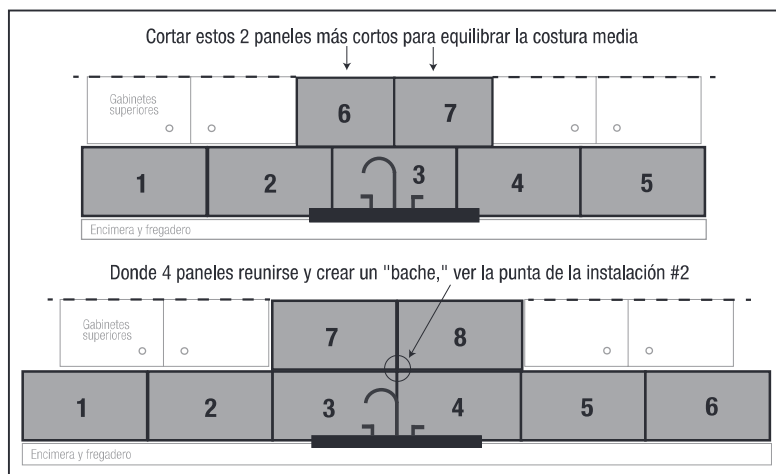 Cortar estos 2 paneles más cortos para equilibrar la costura media
Gabinetes
superiores
6
7
1
2
3
4
5
Encimera y fregadero
Donde 4 paneles reunirse y crear un "bache," ver la punta de la instalación #2
Gabinetes
superiores
7
8
1
2
3
4
5
6
Encimera y fregadero